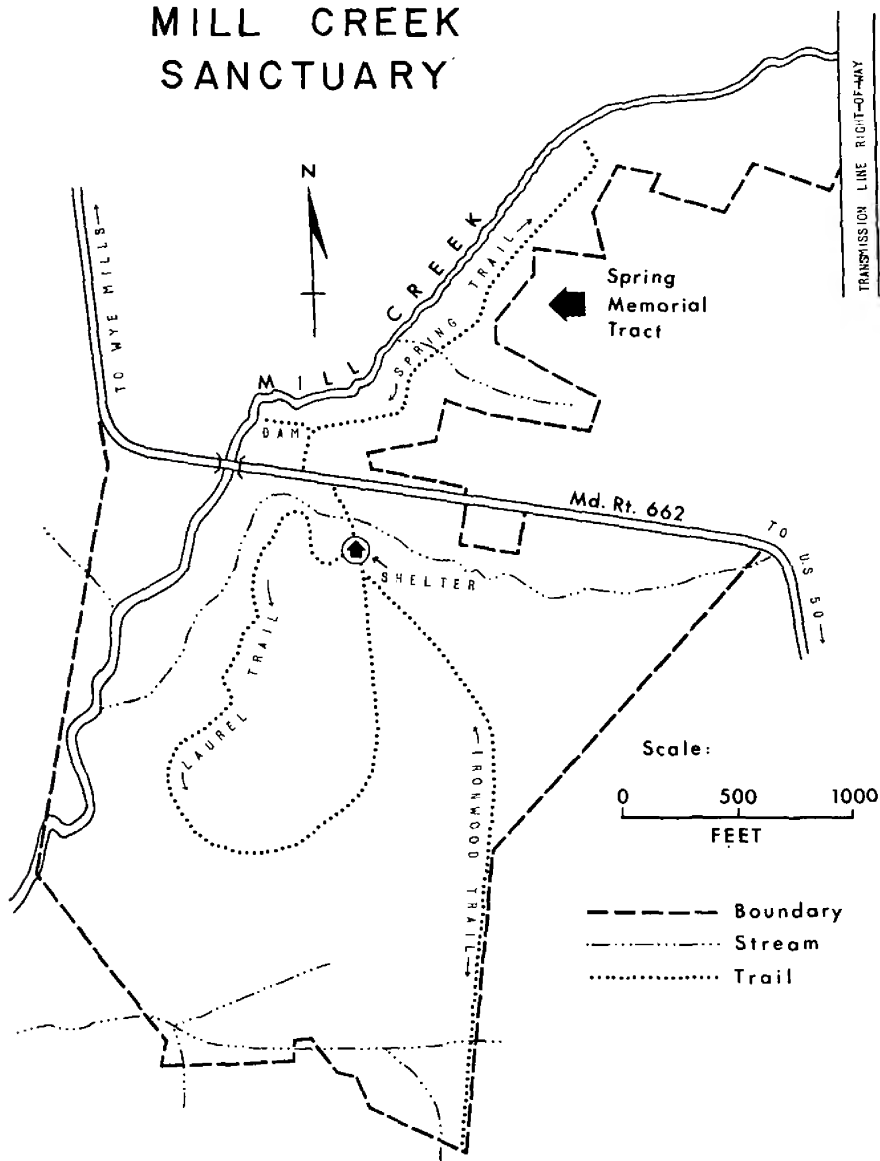 MILL CREEK
SANCTUARY
TRANSMISSION LINE RIGHT-OF-WAY
N
TO WYE MILLS
MILL CREEK
SPRING TRAIL
Spring
Memorial
Tract
DAM
Md. Rt. 662
TO US 50
SHELTER
LAUREL TRAIL
IRONWOOD TRAIL
Scale:
0 500 1000
FEET
Boundary
Stream
Trail